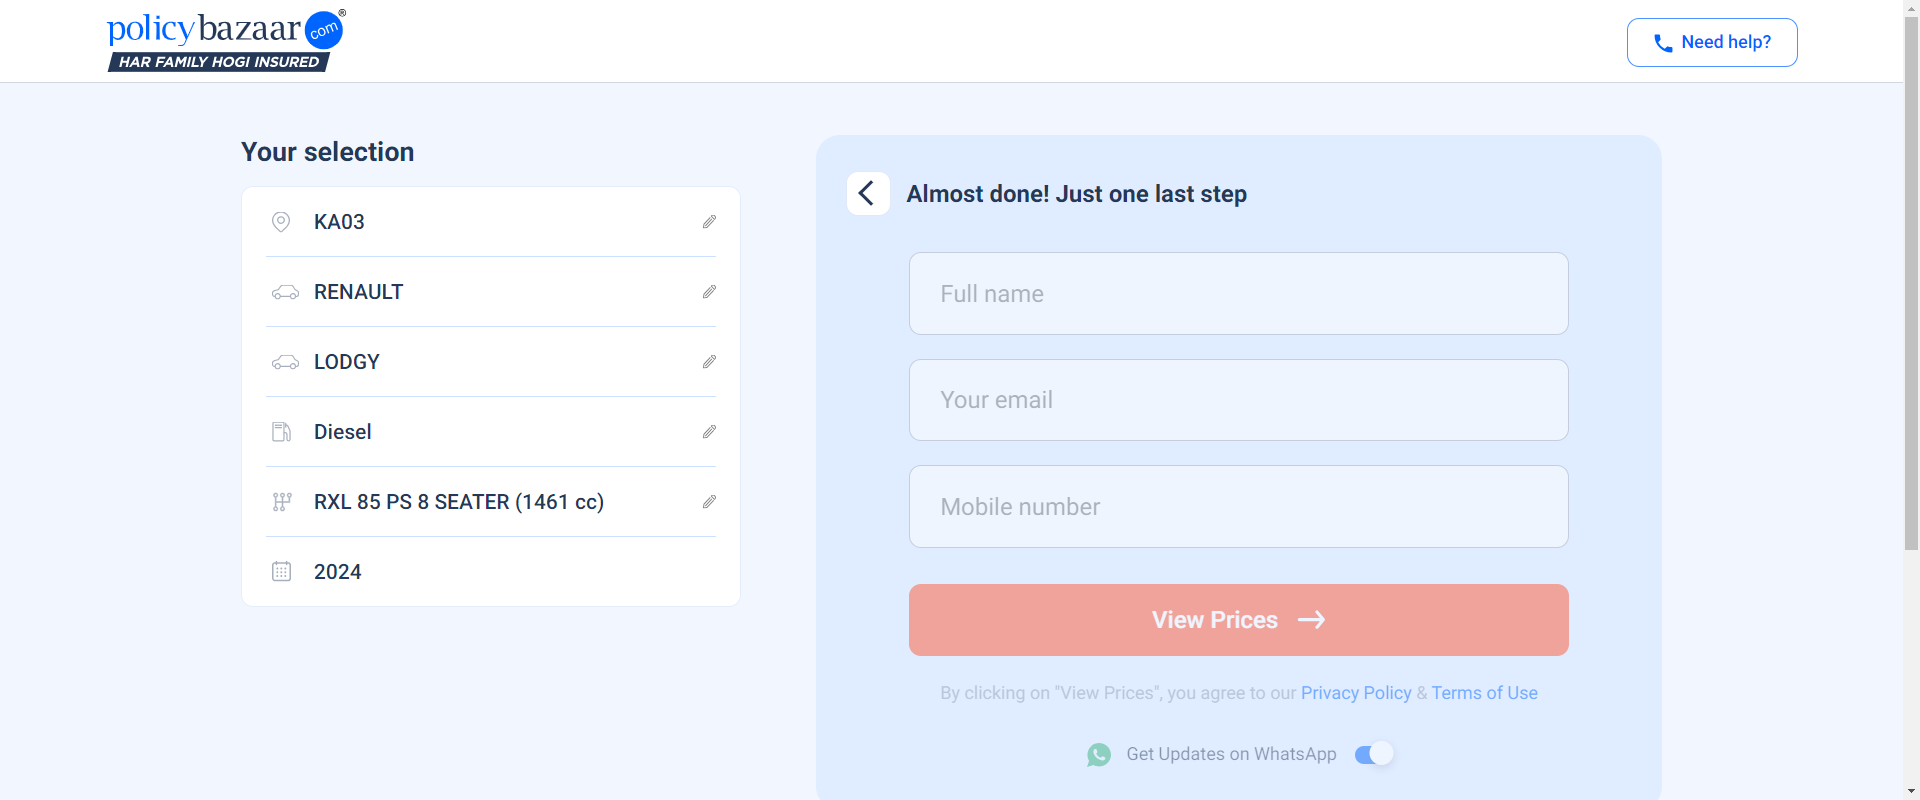 policybazaar com ®
HAR FAMILY HOGI INSURED
Need help?
Your selection
KA03
RENAULT
LODGY
Diesel
RXL 85 PS 8 SEATER (1461 cc)
2024
Almost done! Just one last step
Full name
Your email
Mobile number
View Prices
By clicking on "View Prices", you agree to our Privacy Policy & Terms of Use
Get Updates on WhatsApp